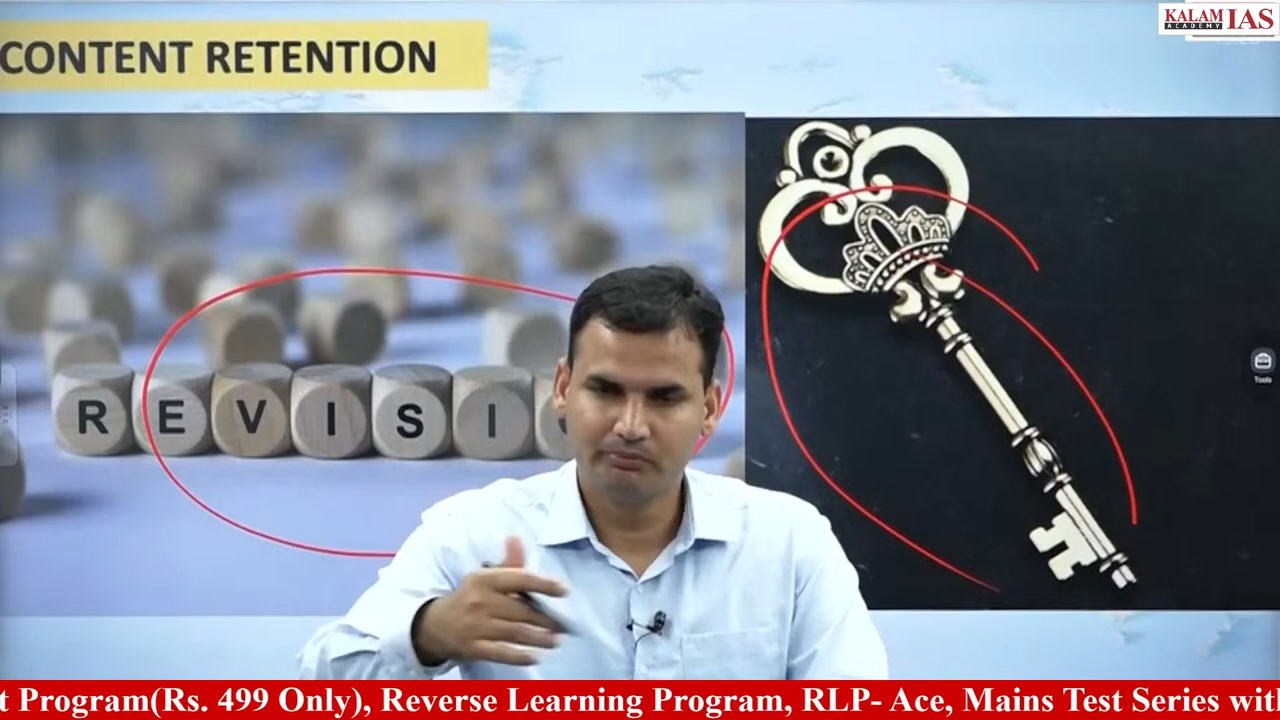 KALAM IAS
ACADEMY
CONTENT RETENTION
REVISI
Tools
t Program(Rs. 499 Only), Reverse Learning Program, RLP- Ace, Mains Test Series wit